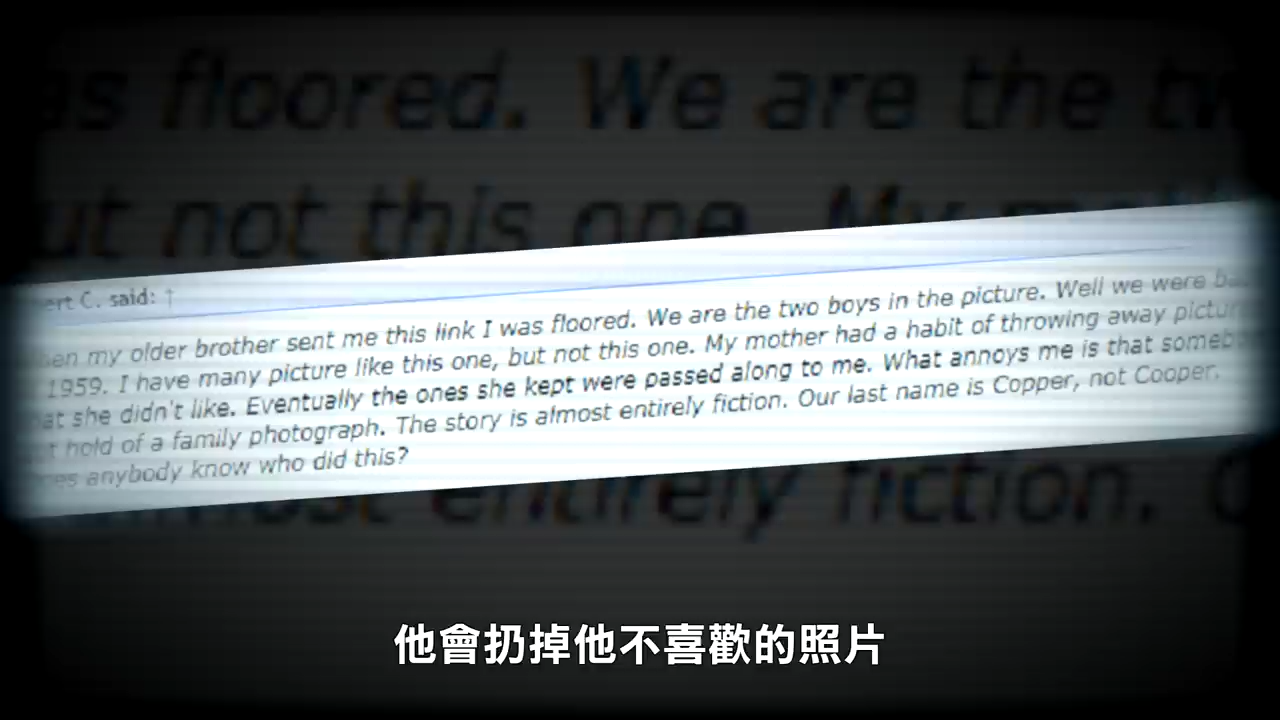 as floored. We are the tw
ut not this one. My
ert C. said: ↑
en my older brother sent me this link I was floored. We are the two boys in the picture. Well we were
1959. I have many picture like this one, but not this one. My mother had a habit of throwing away pictur
at she didn't like. Eventually the ones she kept were passed along to me. What annoys me is that someb
t hold of a family photograph. The story is almost entirely fiction. Our last name is Copper, not Cooper.
es anybody know who did this?
most entirely fiction.
他會扔掉他不喜歡的照片